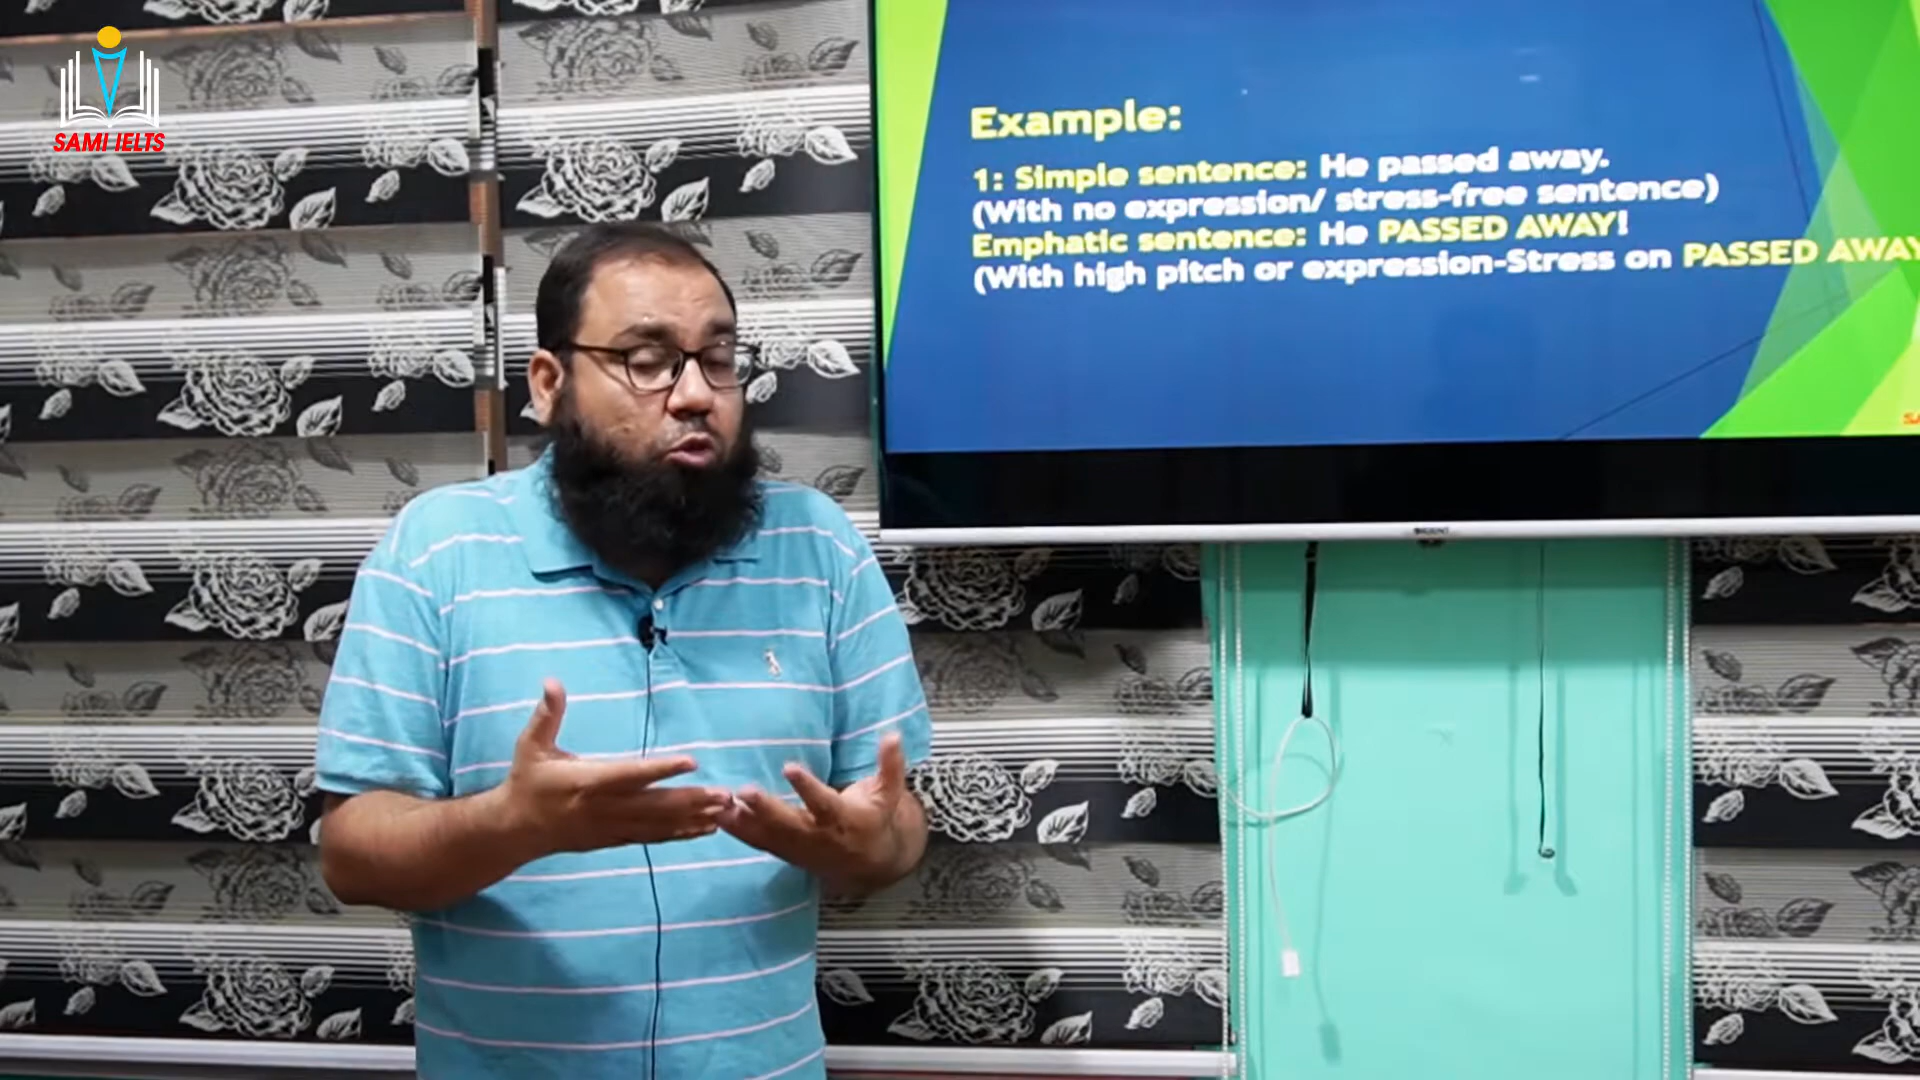 SAMI IELTS
Example:
1: Simple sentence: He passed away.
(With no expression/ stress-free sentence)
Emphatic sentence: He PASSED AWAY!
(With high pitch or expression-Stress on PASSED AWAY